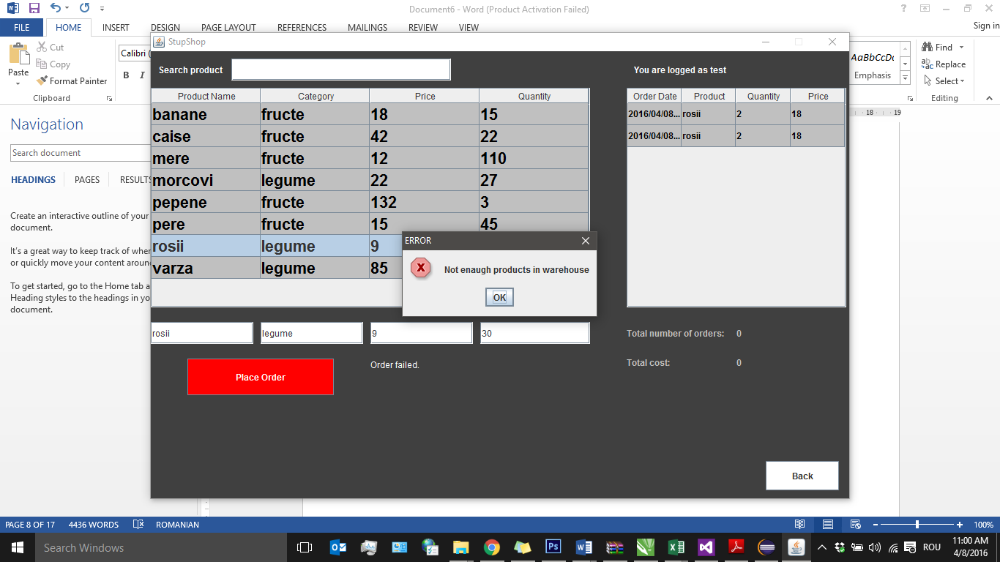 Document6 - Word (Product Activation Failed)
FILE HOME INSERT DESIGN PAGE LAYOUT REFERENCES MAILINGS REVIEW VIEW
Sign in
Paste
Cut
Copy
Format Painter
Clipboard
Calibri (
B I
AaBbCcDc
Emphasis
Find
Replace
Select
Editing
18 19
Navigation
Search document
HEADINGS PAGES RESULTS
Create an interactive outline of your
document.
It's a great way to keep track of wher
or quickly move your content aroun
To get started, go to the Home tab a
Heading styles to the headings in yo
document.
StupShop
Search product
You are logged as test
Product Name Category Price Quantity
banane fructe 18 15
caise fructe 42 22
mere fructe 12 110
morcovi legume 22 27
pepene fructe 132 3
pere fructe 15 45
rosii legume 9
varza legume 85
Order Date Product Quantity Price
2016/04/08... rosii 2 18
2016/04/08... rosii 2 18
ERROR
Not enaugh products in warehouse
OK
rosii legume 9 30
Total number of orders: 0
Place Order
Order failed.
Total cost: 0
Back
PAGE 8 OF 17 4436 WORDS ROMANIAN
100%
Search Windows
ROU
11:00 AM
4/8/2016